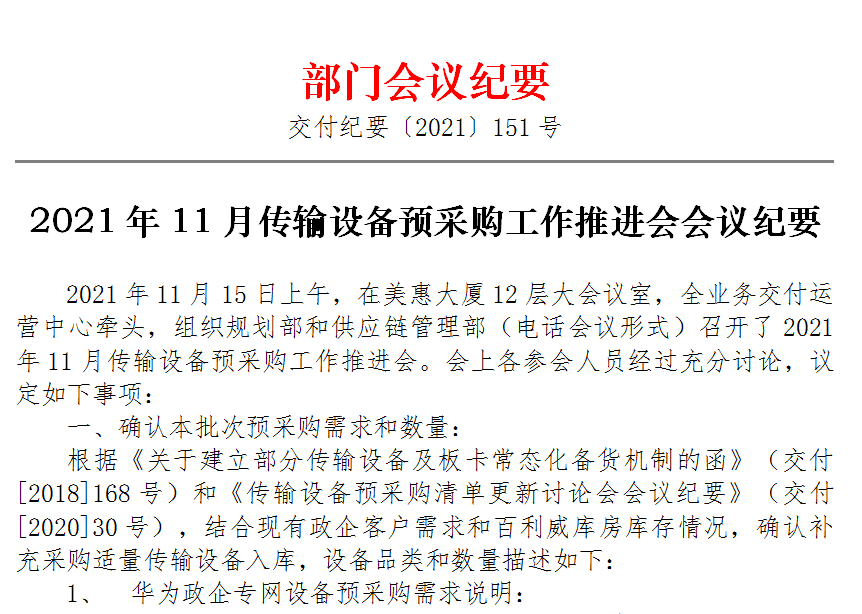 部门会议纪要
交付纪要〔2021〕151 号
2021 年 11 月传输设备预采购工作推进会会议纪要
2021 年 11 月 15 日上午，在美惠大厦 12 层大会议室，全业务交付运
营中心牵头，组织规划部和供应链管理部（电话会议形式）召开了 2021
年 11 月传输设备预采购工作推进会。会上各参会人员经过充分讨论，议
定如下事项：
一、确认本批次预采购需求和数量：
根据《关于建立部分传输设备及板卡常态化备货机制的函》（交付
[2018]168 号）和《传输设备预采购清单更新讨论会会议纪要》（交付
[2020]30 号），结合现有政企客户需求和百利威库房库存情况，确认补
充采购适量传输设备入库，设备品类和数量描述如下：
1、 华为政企专网设备预采购需求说明：